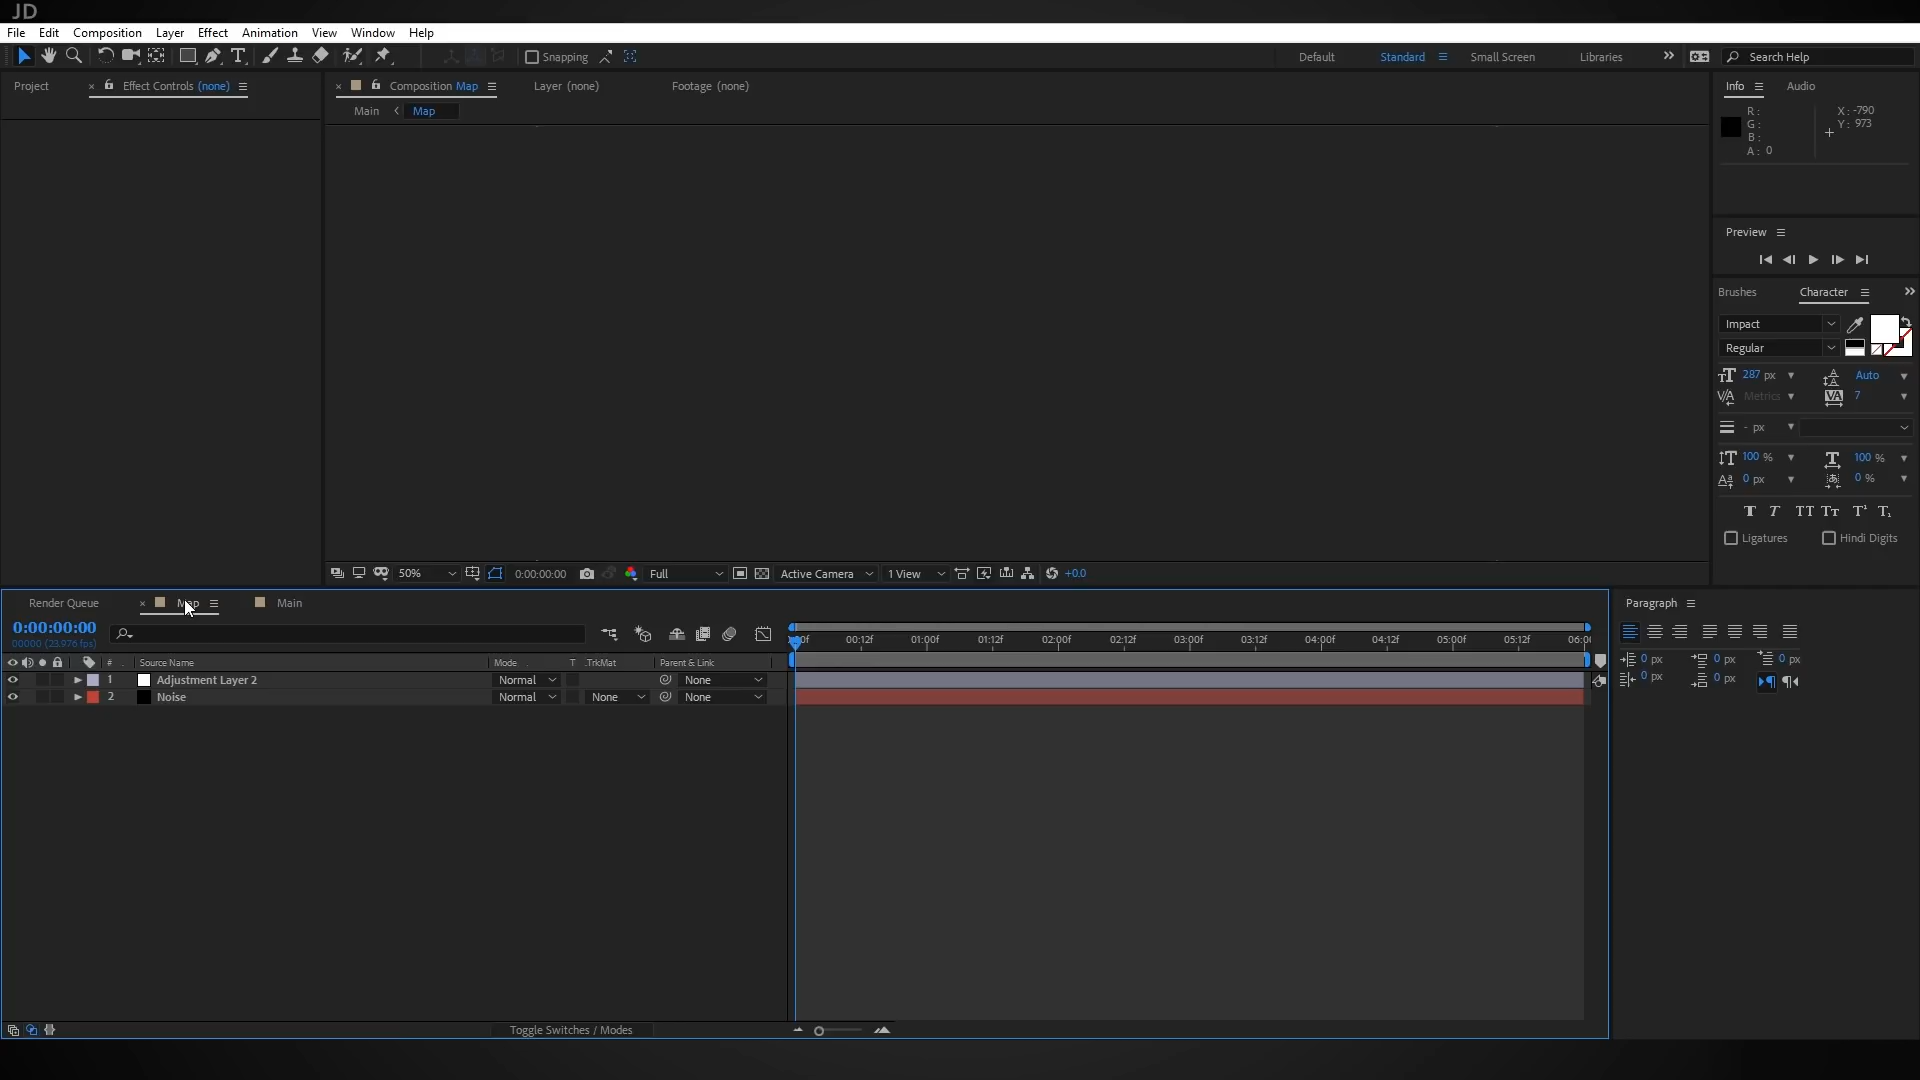 JD
File Edit Composition Layer Effect Animation View Window Help
Snapping
Default Standard Small Screen Libraries Search Help
Project Effect Controls (none)
Composition Map Layer (none) Footage (none)
Main Map
Info Audio
R: X: -790
G: Y: 973
B:
A: 0
Preview
Brushes Character
Impact
Regular
287 px Auto
Metrics 7
- px
100 % 100 %
0 px 0 %
Ligatures Hindi Digits
50% 0:00:00:00 Full Active Camera 1 View +0.0
Render Queue Map Main
0:00:00:00
00000 (23.976 fps)
00:12f 01:00f 01:12f 02:00f 02:12f 03:00f 03:12f 04:00f 04:12f 05:00f 05:12f
# Source Name Mode T .TrkMat Parent & Link
1 Adjustment Layer 2 Normal None
2 Noise Normal None None
Toggle Switches / Modes
Paragraph
0 px 0 px 0 px
0 px 0 px